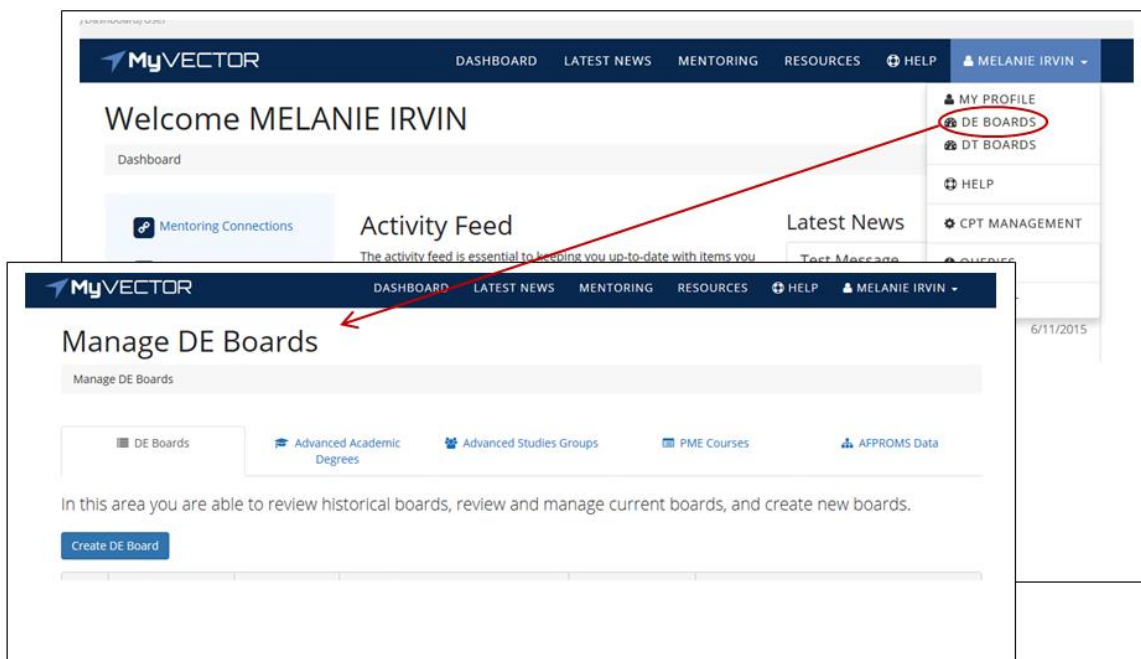 MyVECTOR
DASHBOARD LATEST NEWS MENTORING RESOURCES HELP MELANIE IRVIN
MY PROFILE
DE BOARDS
DT BOARDS
HELP
CPT MANAGEMENT
Welcome MELANIE IRVIN
Dashboard
Mentoring Connections
Activity Feed
The activity feed is essential to keeping you up-to-date with items you
Latest News
Test Message
6/11/2015
MyVECTOR
DASHBOARD LATEST NEWS MENTORING RESOURCES HELP MELANIE IRVIN
Manage DE Boards
Manage DE Boards
DE Boards
Advanced Academic
Degrees
Advanced Studies Groups
PME Courses
AFPROMS Data
In this area you are able to review historical boards, review and manage current boards, and create new boards.
Create DE Board